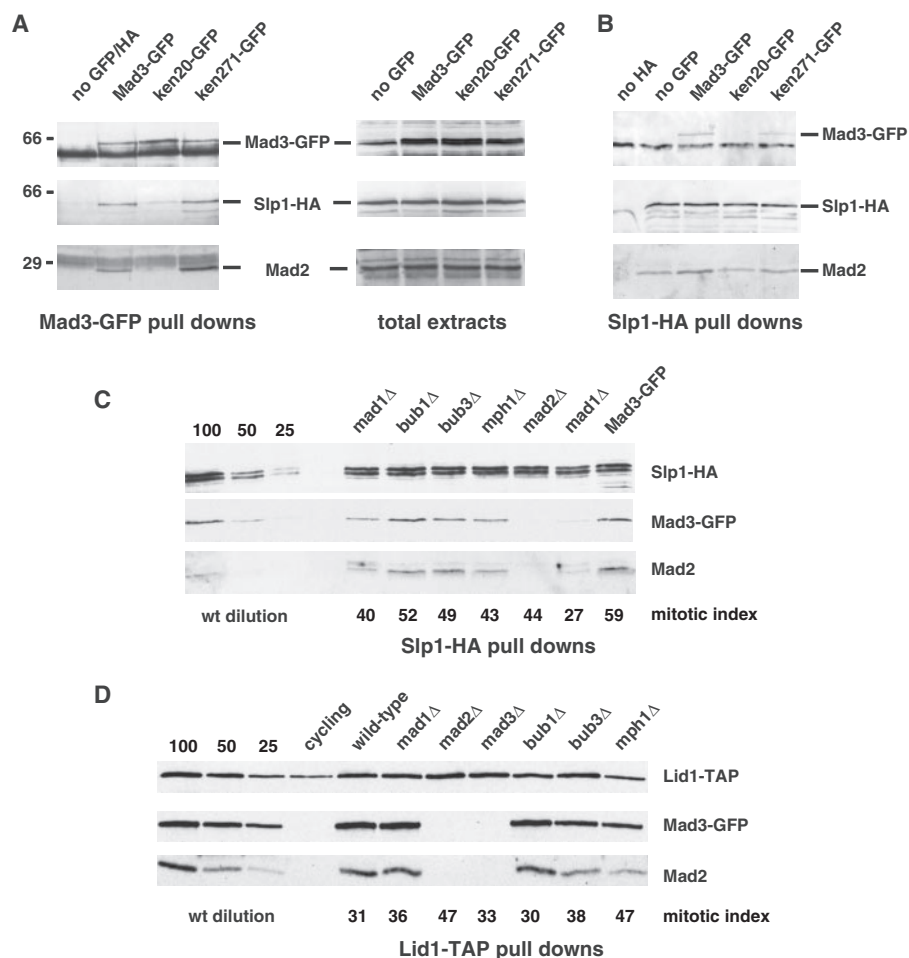 A
no GFP/HA
Mad3-GFP
ken20-GFP
ken271-GFP
no GFP
Mad3-GFP
ken20-GFP
ken271-GFP
66
Mad3-GFP
66
Slp1-HA
29
Mad2
Mad3-GFP pull downs
total extracts
B
no HA
no GFP
Mad3-GFP
ken20-GFP
ken271-GFP
Mad3-GFP
Slp1-HA
Mad2
Slp1-HA pull downs
C
100 50 25
mad1Δ
bub1Δ
bub3Δ
mph1Δ
mad2Δ
mad1Δ
Mad3-GFP
Slp1-HA
Mad3-GFP
Mad2
wt dilution 40 52 49 43 44 27 59 mitotic index
Slp1-HA pull downs
D
100 50 25
cycling
wild-type
mad1Δ
mad2Δ
mad3Δ
bub1Δ
bub3Δ
mph1Δ
Lid1-TAP
Mad3-GFP
Mad2
wt dilution 31 36 47 33 30 38 47 mitotic index
Lid1-TAP pull downs